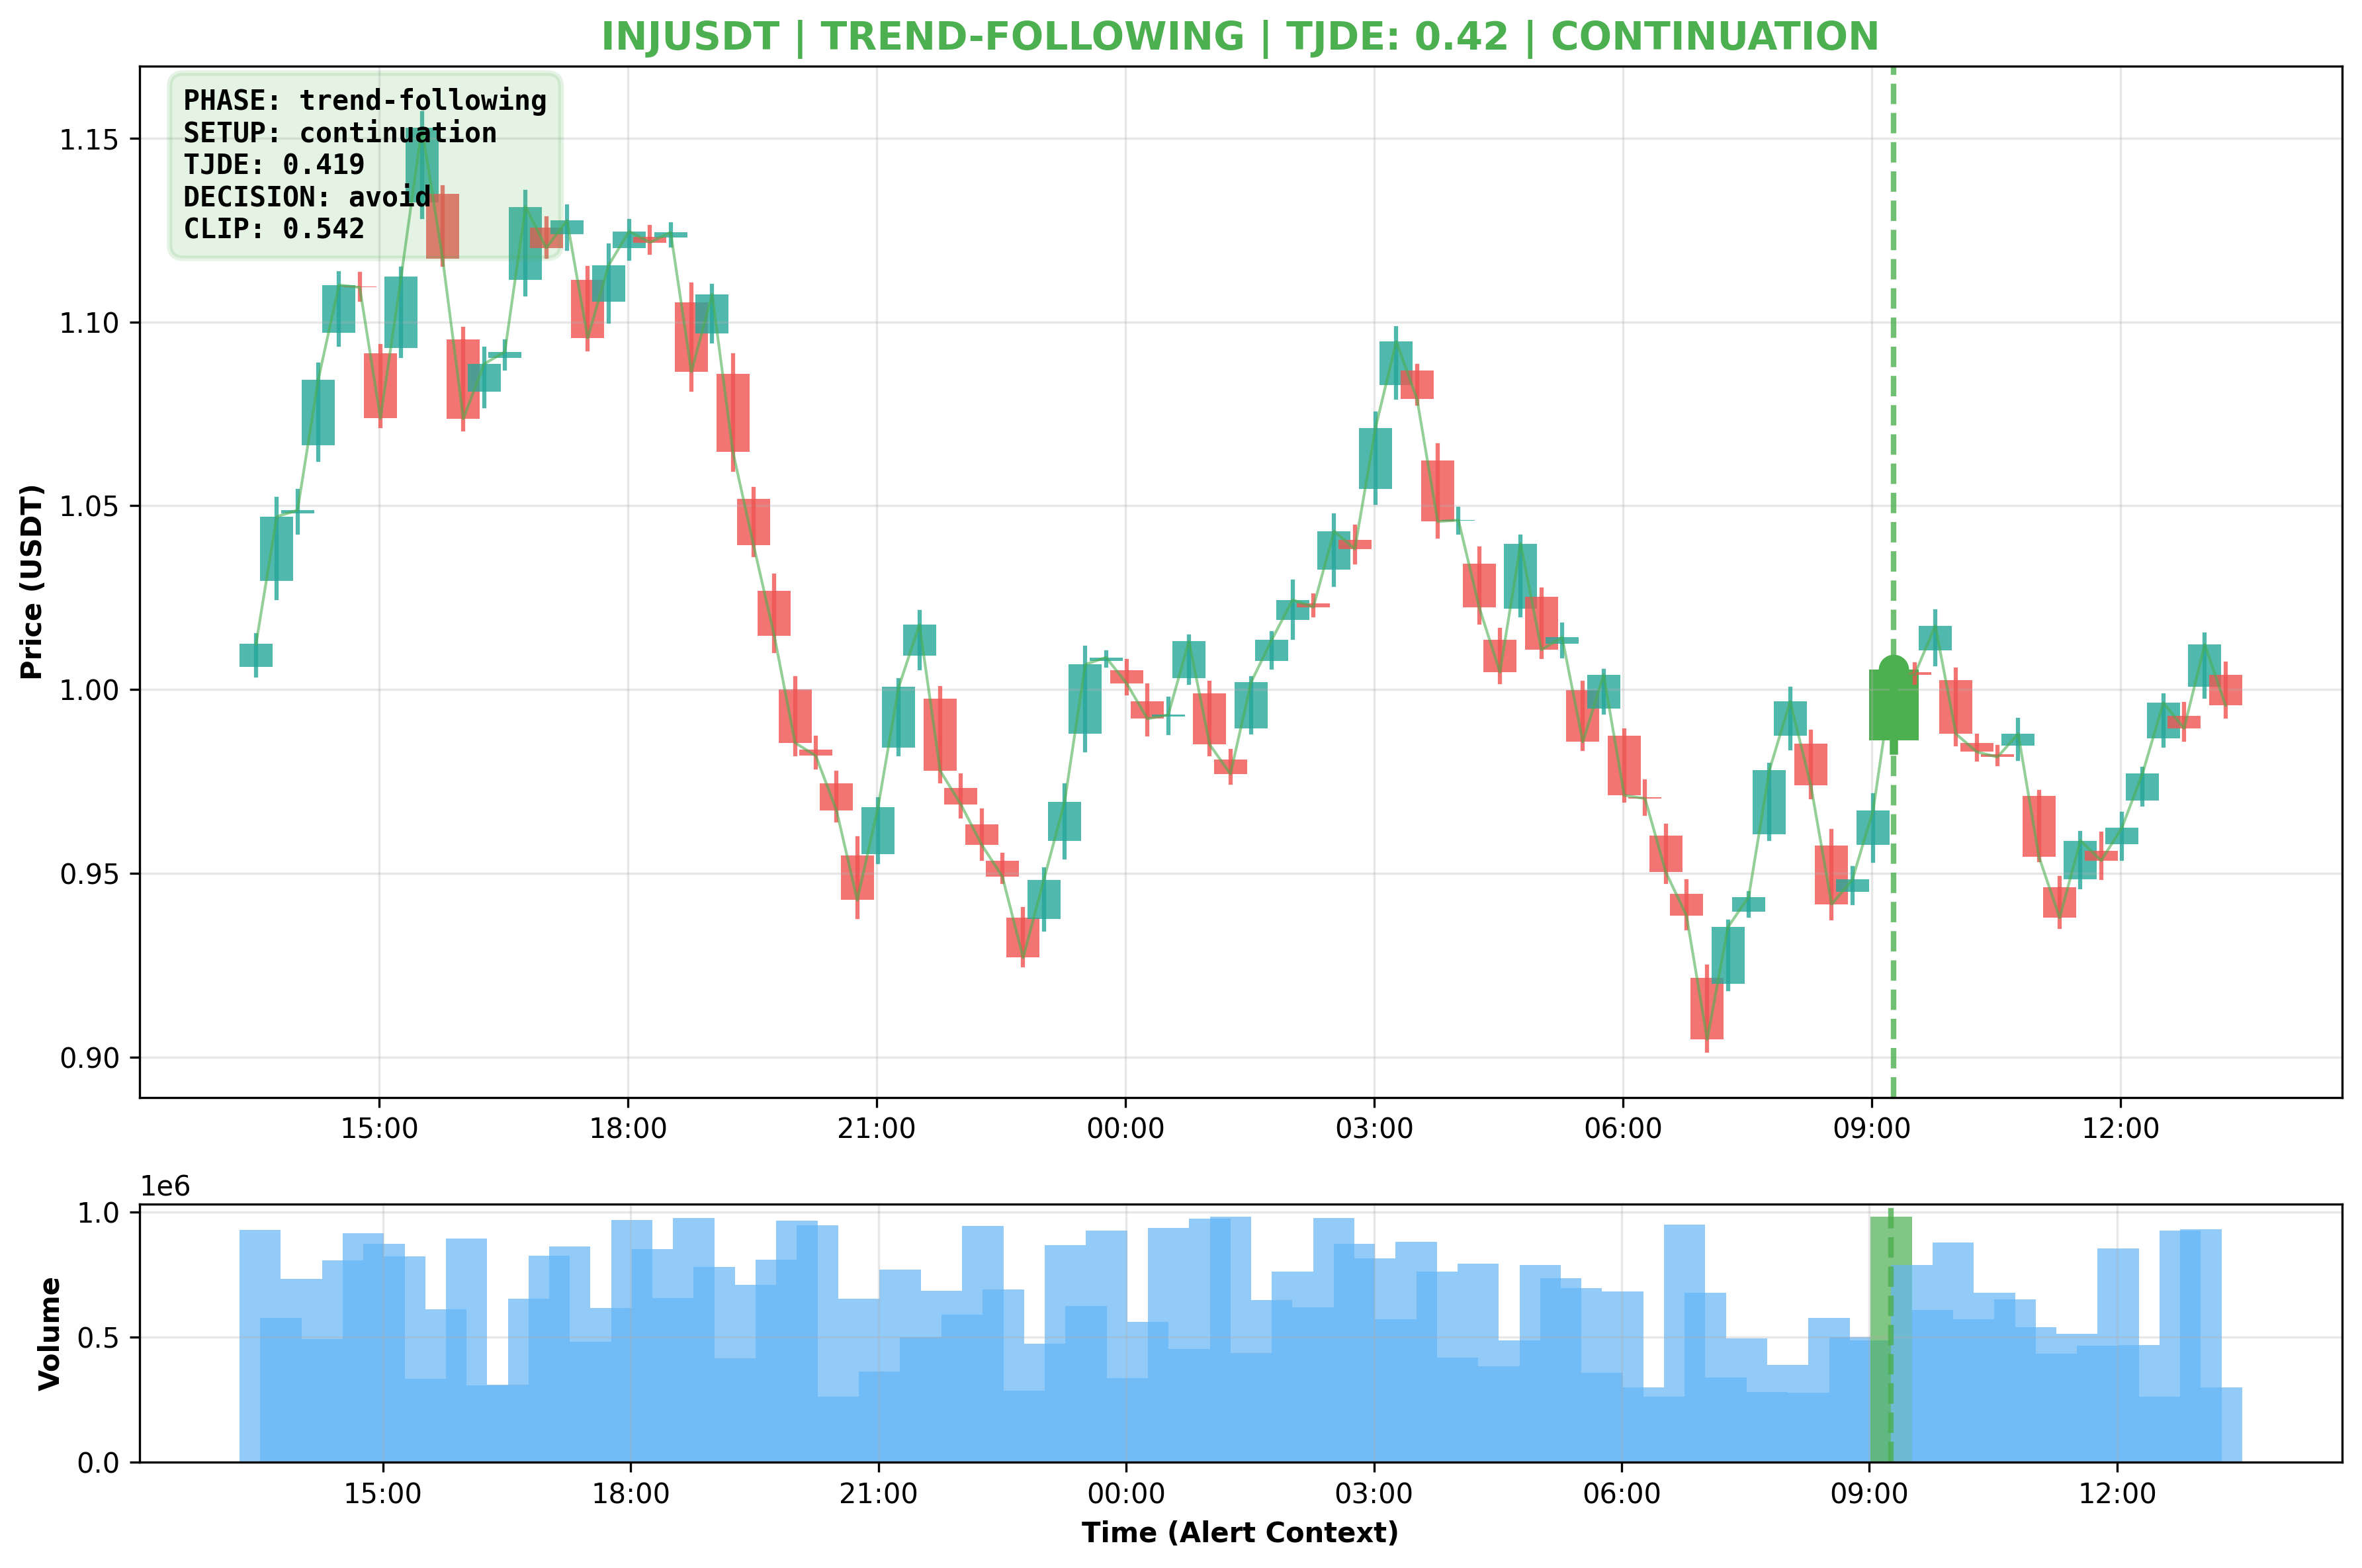 INJUSDT | TREND-FOLLOWING | TJDE: 0.42 | CONTINUATION
PHASE: trend-following
SETUP: continuation
TJDE: 0.419
DECISION: avoid
CLIP: 0.542
Price (USDT)
1.15
1.10
1.05
1.00
0.95
0.90
15:00 18:00 21:00 00:00 03:00 06:00 09:00 12:00
1e6
Volume
1.0
0.5
0.0
15:00 18:00 21:00 00:00 03:00 06:00 09:00 12:00
Time (Alert Context)